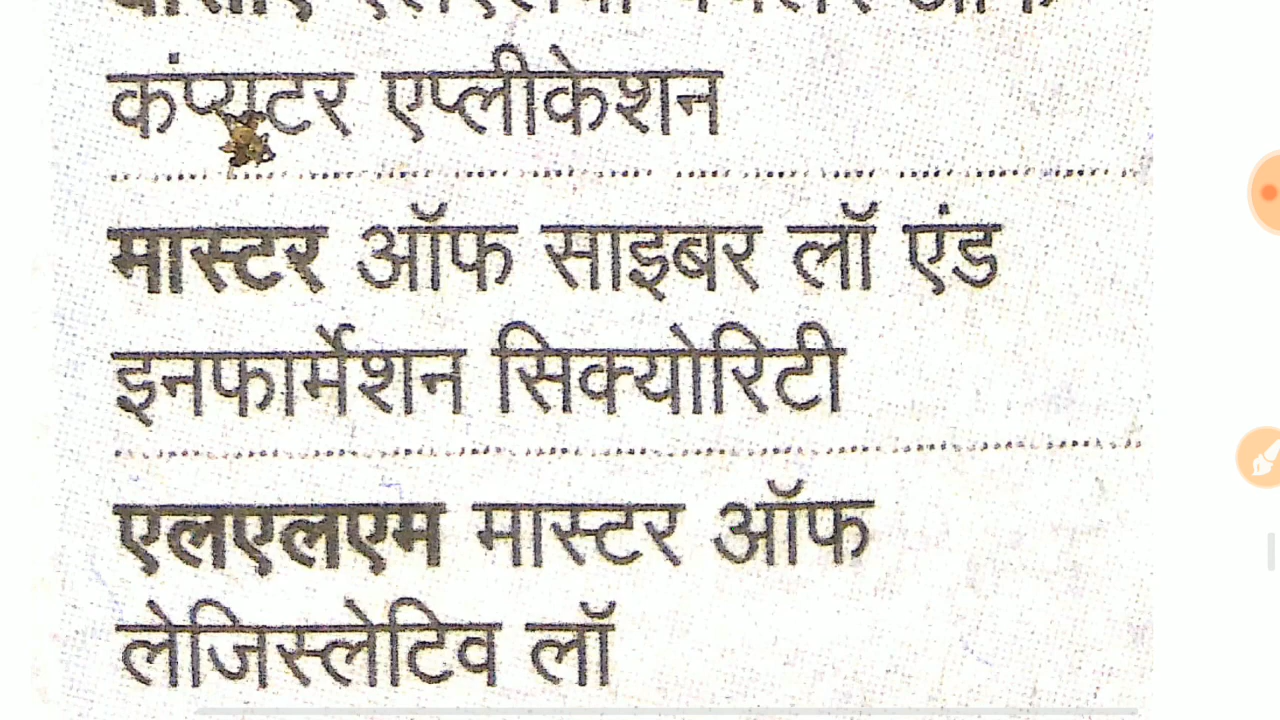 कंप्यूटर एप्लीकेशन
मास्टर ऑफ साइबर लॉ एंड
इनफार्मेशन सिक्योरिटी
एलएलएम मास्टर ऑफ
लेजिस्लेटिव लॉ